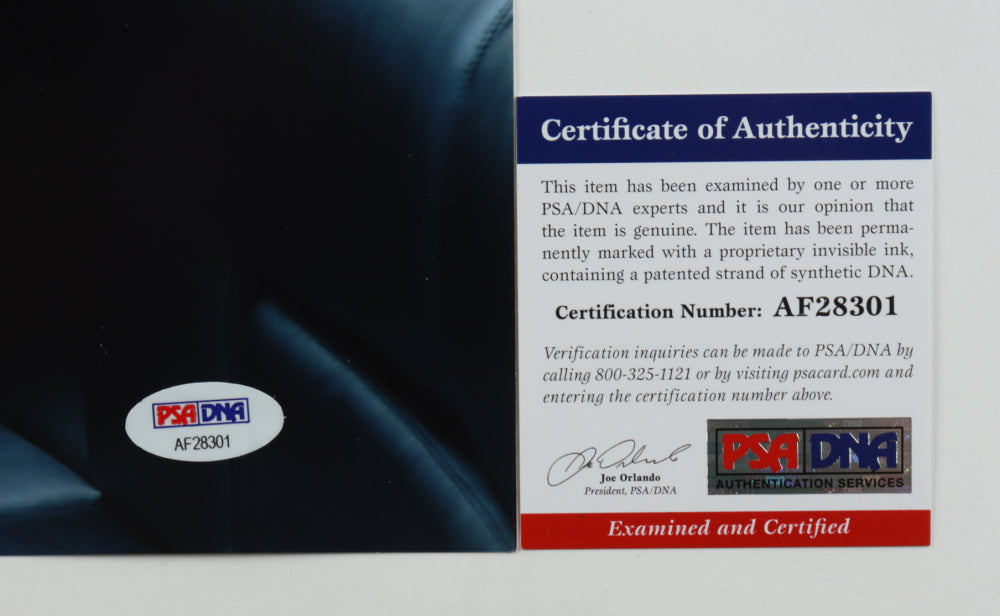 Certificate of Authenticity
This item has been examined by one or more
PSA/DNA experts and it is our opinion that
the item is genuine. The item has been perma-
nently marked with a proprietary invisible ink,
containing a patented strand of synthetic DNA.
Certification Number: AF28301
Verification inquiries can be made to PSA/DNA by
calling 800-325-1121 or by visiting psacard.com and
entering the certification number above.
Joe Orlando
President, PSA/DNA
PSA DNA
AUTHENTICATION SERVICES
Examined and Certified
PSA DNA
AF28301